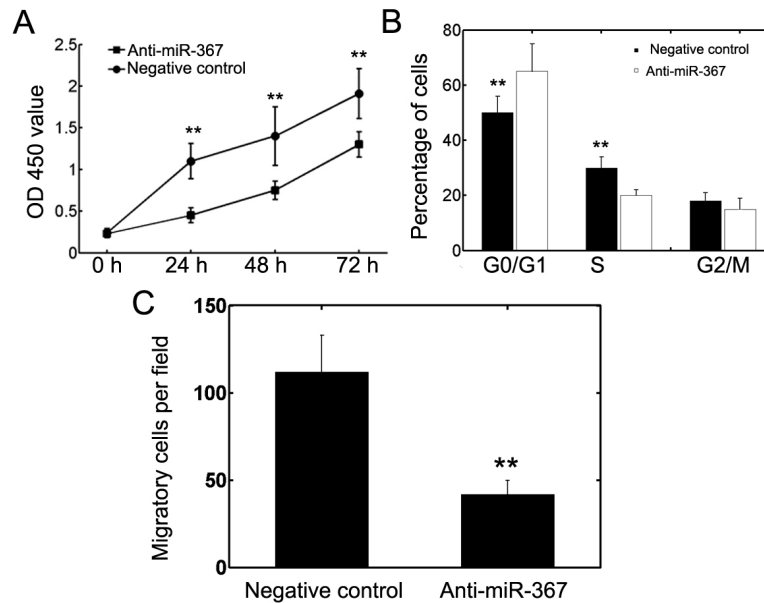 A
OD 450 value
2.5
2
1.5
1
0.5
0
Anti-miR-367
Negative control
**
**
**
0 h 24 h 48 h 72 h
B
Percentage of cells
80
60
40
20
0
Negative control
Anti-miR-367
**
**
G0/G1 S G2/M
C
Migratory cells per field
150
100
50
0
**
Negative control Anti-miR-367